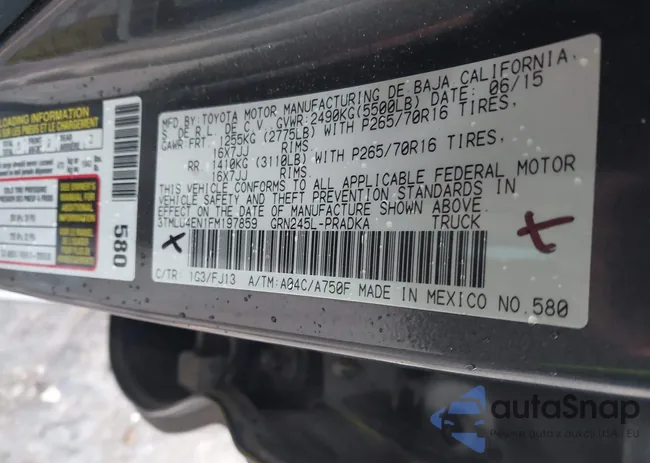 LOADING INFORMATION
580
MFD.BY:TOYOTA MOTOR MANUFACTURING DE BAJA CALIFORNIA,
S. DE R.L. DE C.V. GVWR:2490KG(5500LB) DATE: 06/15
GAWR:FRT 1255KG (2775LB) WITH P265/70R16 TIRES,
16X7JJ RIMS.
RR 1410KG (3110LB) WITH P265/70R16 TIRES,
16X7JJ RIMS.
THIS VEHICLE CONFORMS TO ALL APPLICABLE FEDERAL MOTOR
VEHICLE SAFETY AND THEFT PREVENTION STANDARDS IN
EFFECT ON THE DATE OF MANUFACTURE SHOWN ABOVE.
3TMLU4EN1FM197859 GRN245L-PRADKA TRUCK
C/TR: 1G3/FJ13 A/TM:A04C/A750F MADE IN MEXICO NO.580
autaSnap